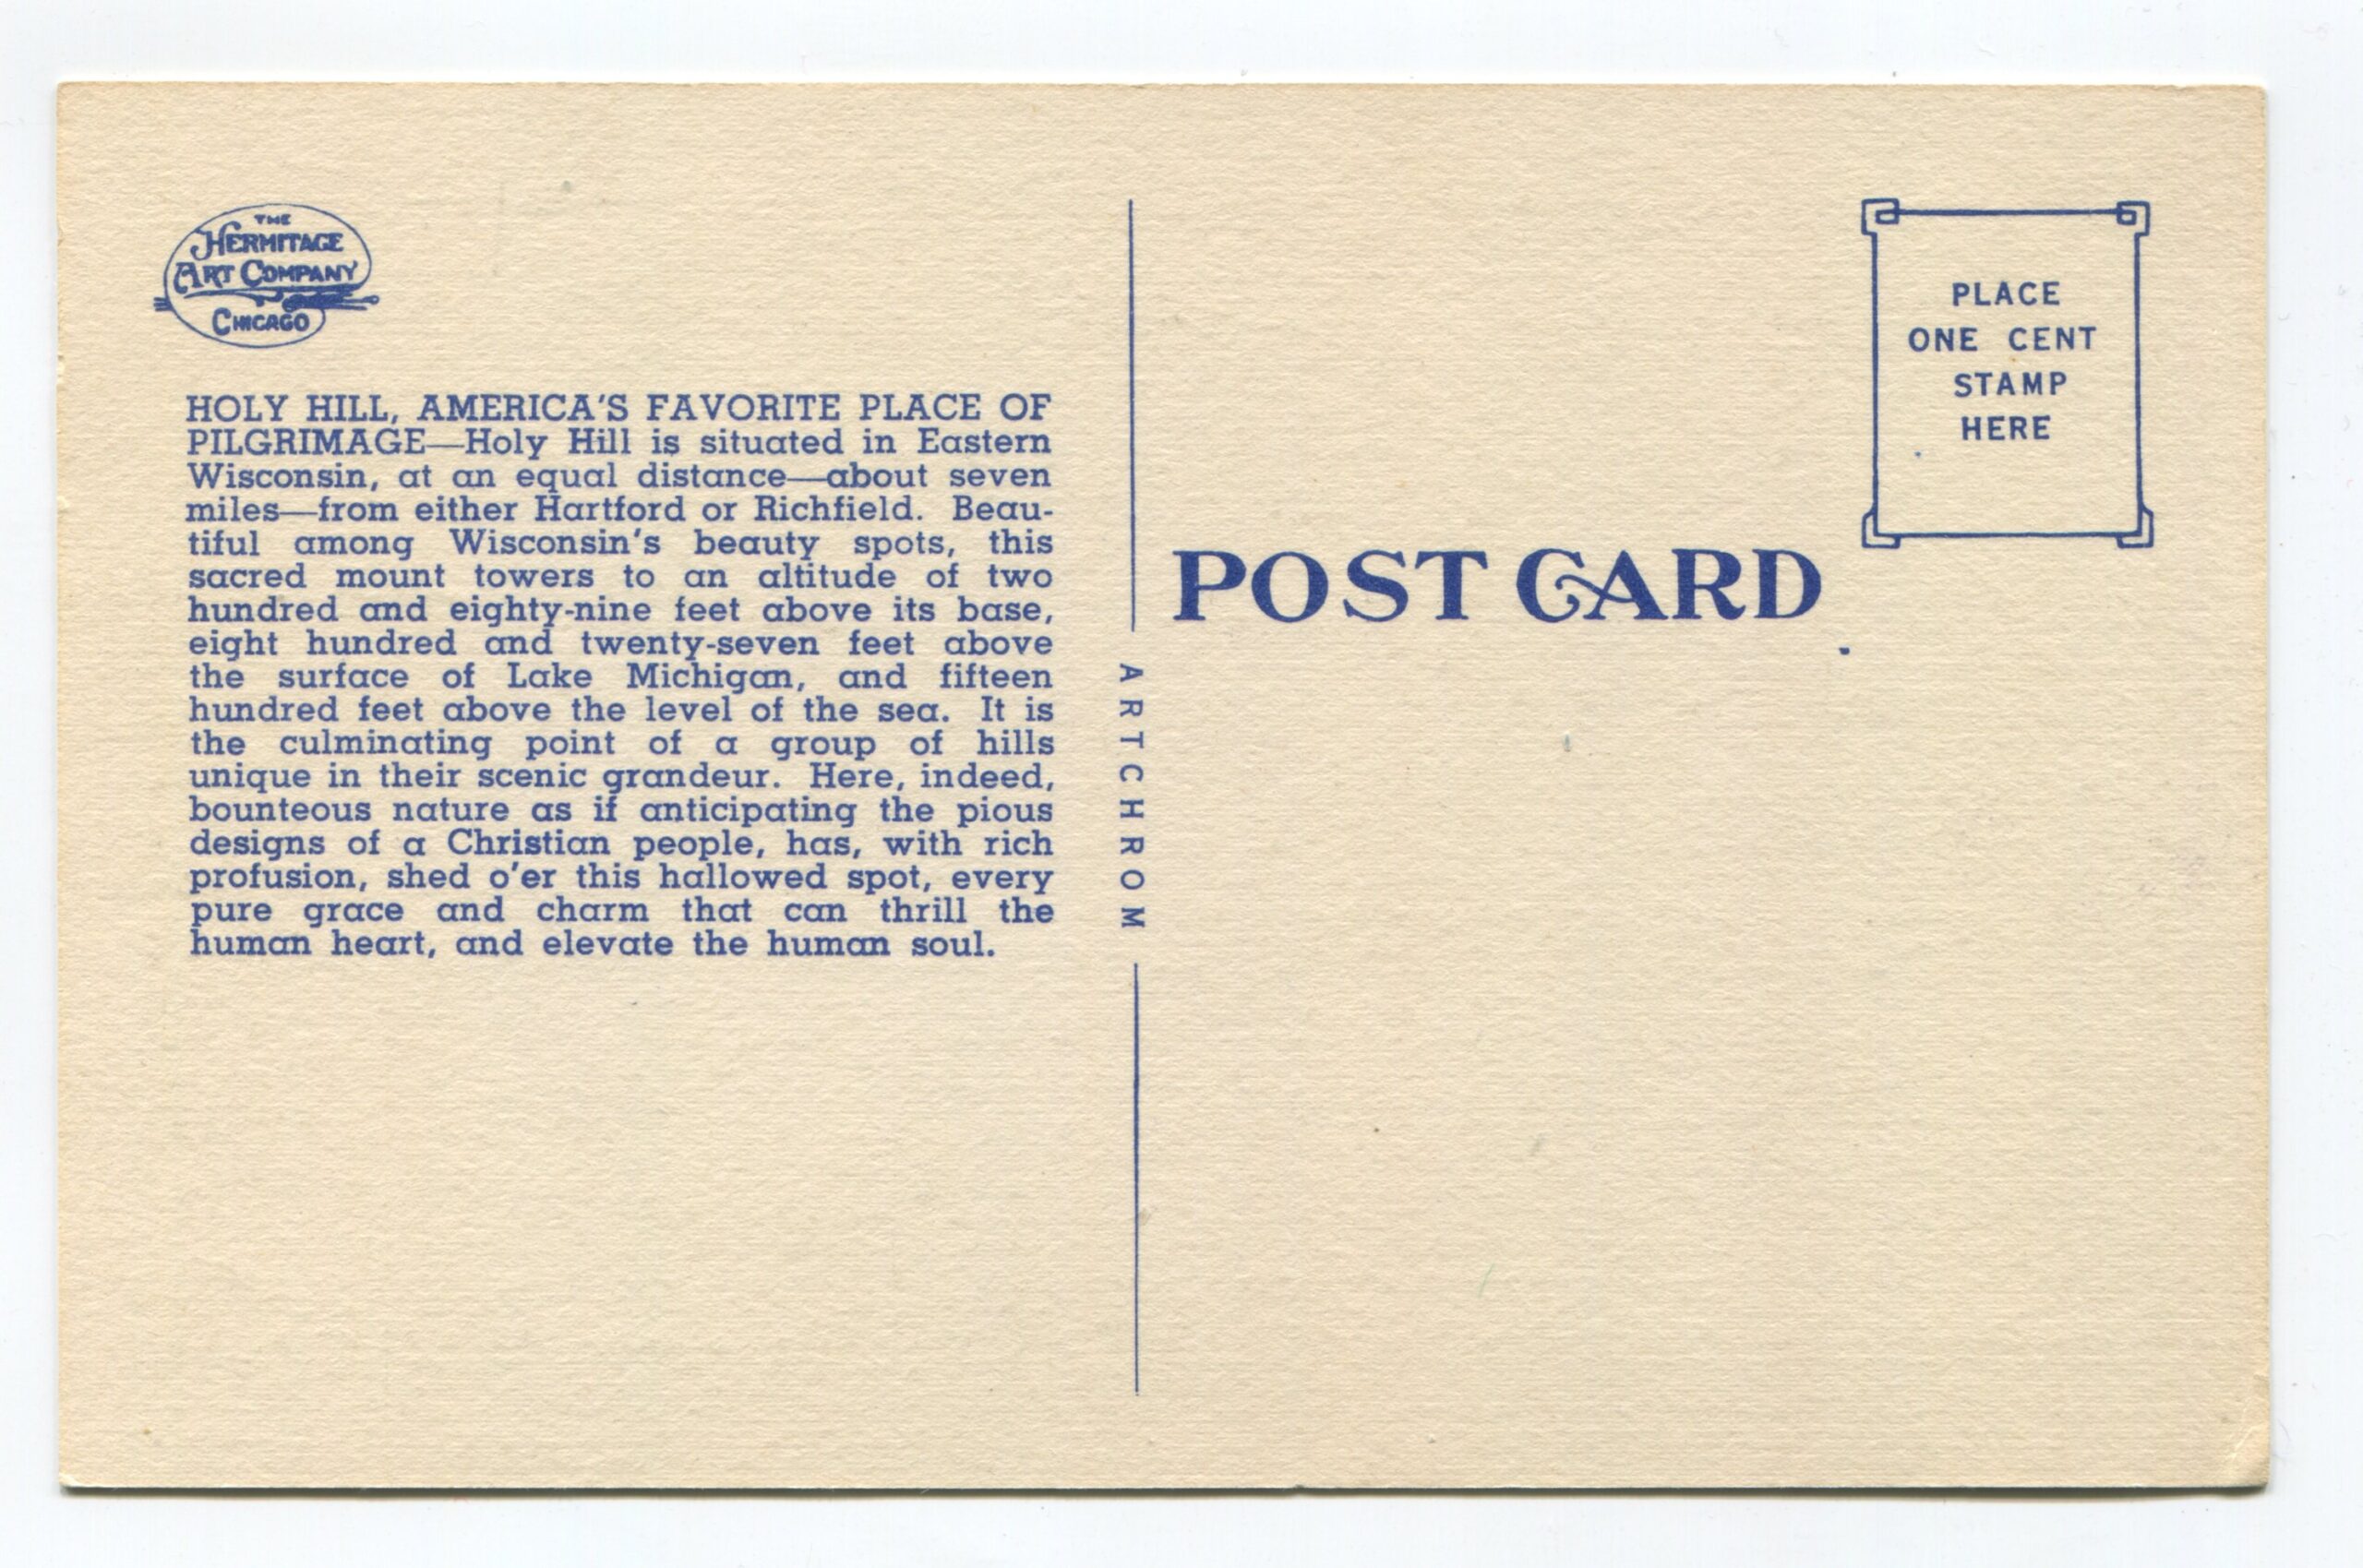 THE
HERMITAGE
ART COMPANY
CHICAGO
HOLY HILL, AMERICA'S FAVORITE PLACE OF
PILGRIMAGE—Holy Hill is situated in Eastern
Wisconsin, at an equal distance—about seven
miles—from either Hartford or Richfield. Beau-
tiful among Wisconsin's beauty spots, this
sacred mount towers to an altitude of two
hundred and eighty-nine feet above its base,
eight hundred and twenty-seven feet above
the surface of Lake Michigan, and fifteen
hundred feet above the level of the sea. It is
the culminating point of a group of hills
unique in their scenic grandeur. Here, indeed,
bounteous nature as if anticipating the pious
designs of a Christian people, has, with rich
profusion, shed o'er this hallowed spot, every
pure grace and charm that can thrill the
human heart, and elevate the human soul.
ARTCHROM
POST CARD
PLACE
ONE CENT
STAMP
HERE